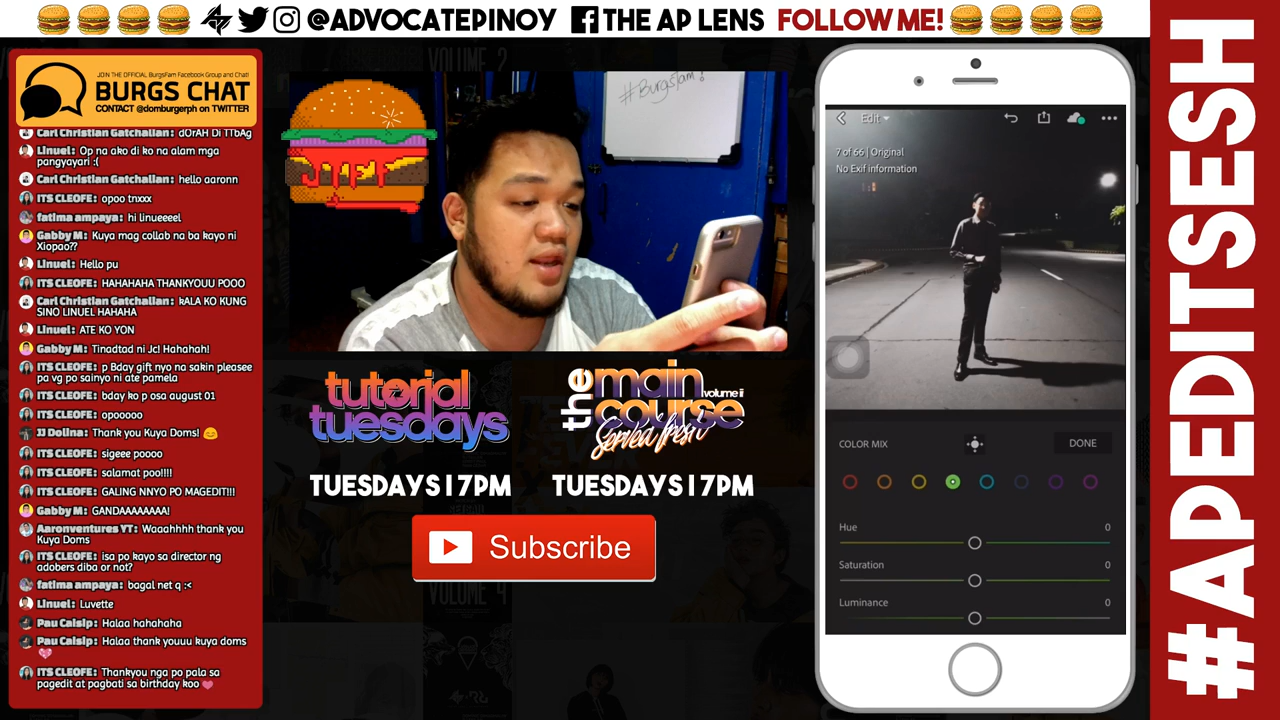 @ADVOCATEPINOY THE AP LENS FOLLOW ME!
JOIN THE OFFICIAL BurgsFam Facebook Group and Chat!
BURGS CHAT
CONTACT @domburgerph on TWITTER
Carl Christian Gatchalian: dOrAH Di TTbAg
Linuel: Op na ako di ko na alam mga
pangyayari :(
Carl Christian Gatchalian: hello aaronn
ITS CLEOFE: opoo tnxxx
fatima ampaya: hi linueeeel
Gabby M: Kuya mag collab na ba kayo ni
Xiopao??
Linuel: Hello pu
ITS CLEOFE: HAHAHAHA THANKYOUU POOO
Carl Christian Gatchalian: kALA KO KUNG
SINO LINUEL HAHAHA
Linuel: ATE KO YON
Gabby M: Tinadtad ni Jc! Hahahah!
ITS CLEOFE: p Bday gift nyo na sakin pleasee
pa vg po sainyo ni ate pamela
ITS CLEOFE: bday ko p osa august 01
ITS CLEOFE: opooooo
JJ Dolina: Thank you Kuya Doms! 😊
ITS CLEOFE: sigeee poooo
ITS CLEOFE: salamat poo!!!!
ITS CLEOFE: GALING NNYO PO MAGEDIT!!!
Gabby M: GANDAAAAAAAA!
Aaronventures YT: Waaahhhh thank you
Kuya Doms
ITS CLEOFE: isa po kayo sa director ng
adobers diba or not?
fatima ampaya: bagal net q :<
Linuel: Luvette
Pau Calsip: Halaa hahahaha
Pau Calsip: Halaa thank youuu kuya doms
💖
ITS CLEOFE: Thankyou nga po pala sa
pagedit at pagbati sa birthday koo ❤
#Burgsfam!
tutorial
tuesdays
TUESDAYS | 7PM
the main course volume ii
Served fresh
TUESDAYS | 7PM
Subscribe
VOLUME 2
VOLUME 4
Edit
7 of 66 | Original
No Exif information
COLOR MIX
DONE
Hue 0
Saturation 0
Luminance 0
#APEDITSESH